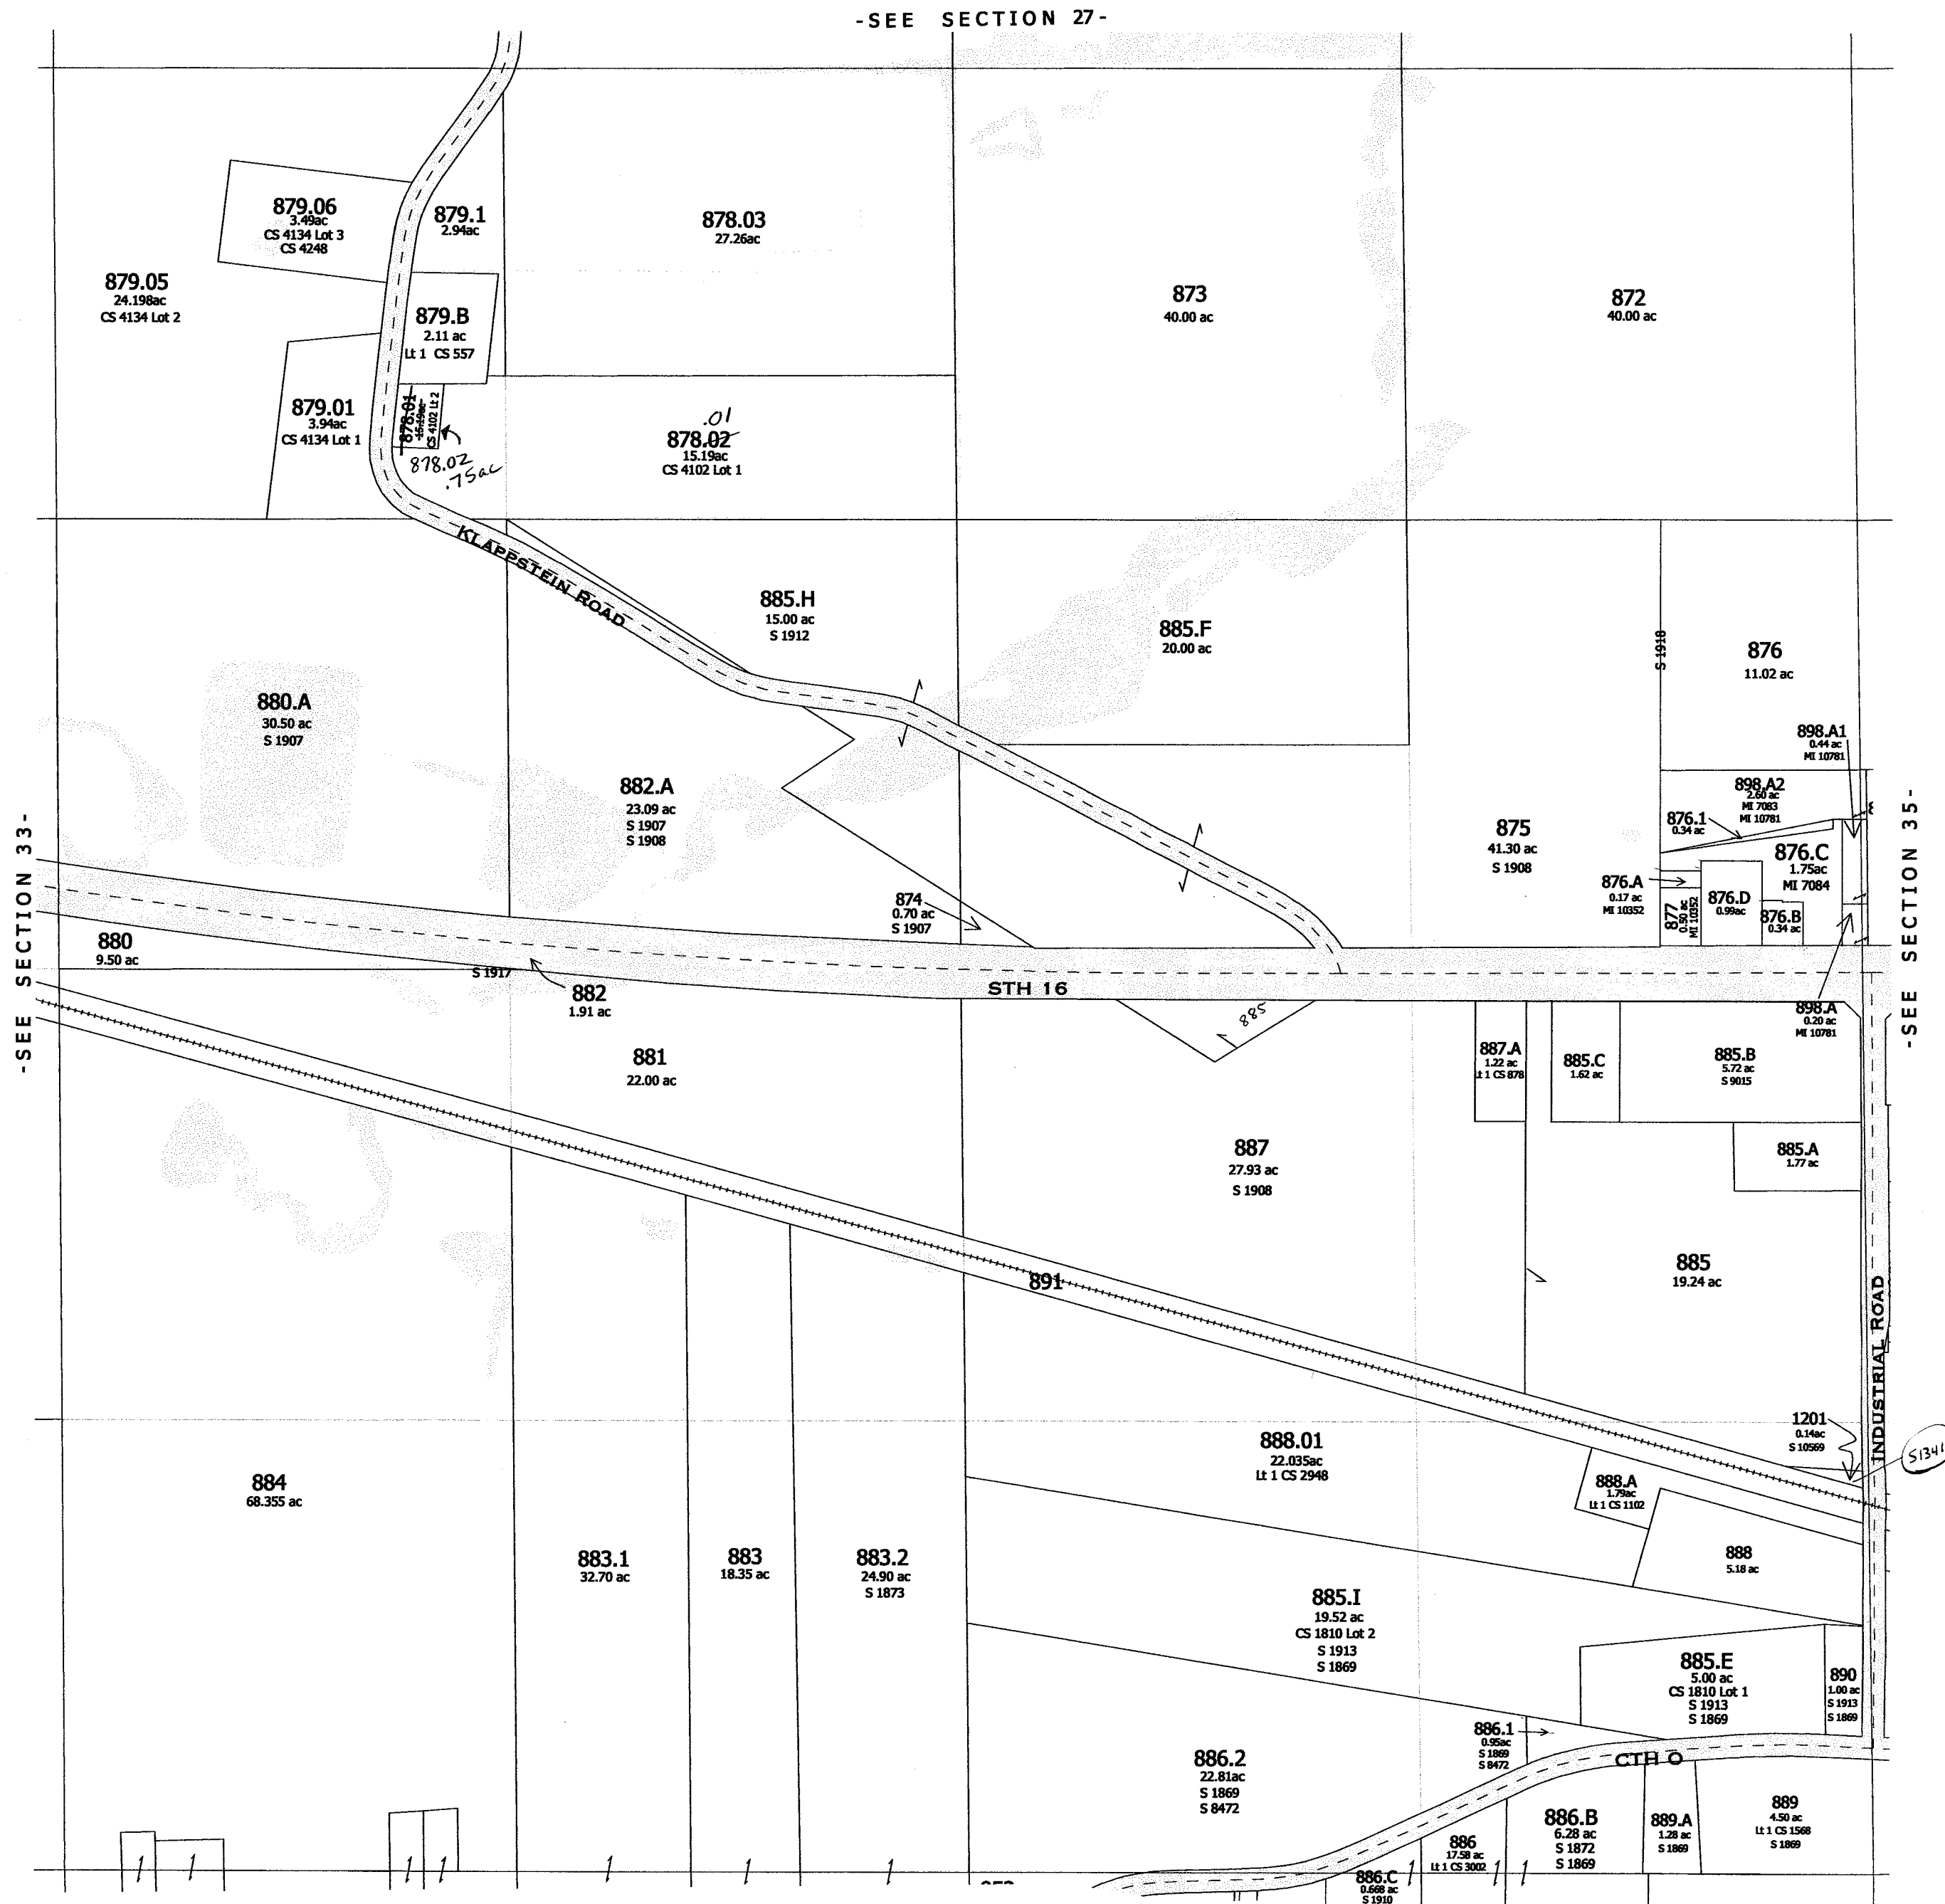 -SEE SECTION 27-
879.06
3.49ac
CS 4134 Lot 3
CS 4248
879.1
2.94ac
878.03
27.26ac
879.05
24.198ac
CS 4134 Lot 2
873
40.00 ac
872
40.00 ac
879.B
2.11 ac
Lt 1 CS 557
879.01
3.94ac
CS 4134 Lot 1
878.01
15.19ac
CS 4102 Lt 2
878.02
.75ac
.01
878.02
15.19ac
CS 4102 Lot 1
KLAPPSTEIN ROAD
885.H
15.00 ac
S 1912
885.F
20.00 ac
S 1918
876
11.02 ac
880.A
30.50 ac
S 1907
882.A
23.09 ac
S 1907
S 1908
898.A1
0.44 ac
MI 10781
898.A2
2.60 ac
MI 7083
MI 10781
8
876.1
0.34 ac
875
41.30 ac
S 1908
876.C
1.75ac
MI 7084
876.A
0.17 ac
MI 10352
877
0.50 ac
MI 10352
876.D
0.99ac
876.B
0.34 ac
874
0.70 ac
S 1907
-SEE SECTION 33-
-SEE SECTION 35-
880
9.50 ac
S 1917
882
1.91 ac
STH 16
885
898.A
0.20 ac
MI 10781
881
22.00 ac
887.A
1.22 ac
Lt 1 CS 878
885.C
1.62 ac
885.B
5.72 ac
S 9015
887
27.93 ac
S 1908
885.A
1.77 ac
885
19.24 ac
891
INDUSTRIAL ROAD
1201
0.14ac
S 10569
S1341
888.01
22.035ac
Lt 1 CS 2948
884
68.355 ac
888.A
1.79ac
Lt 1 CS 1102
883.1
32.70 ac
883
18.35 ac
883.2
24.90 ac
S 1873
888
5.18 ac
885.I
19.52 ac
CS 1810 Lot 2
S 1913
S 1869
885.E
5.00 ac
CS 1810 Lot 1
S 1913
S 1869
890
1.00 ac
S 1913
S 1869
886.1
0.95ac
S 1869
S 8472
CTH O
886.2
22.81ac
S 1869
S 8472
886
17.58 ac
Lt 1 CS 3002
886.B
6.28 ac
S 1872
S 1869
889.A
1.28 ac
S 1869
889
4.50 ac
Lt 1 CS 1568
S 1869
886.C
0.668 ac
S 1910